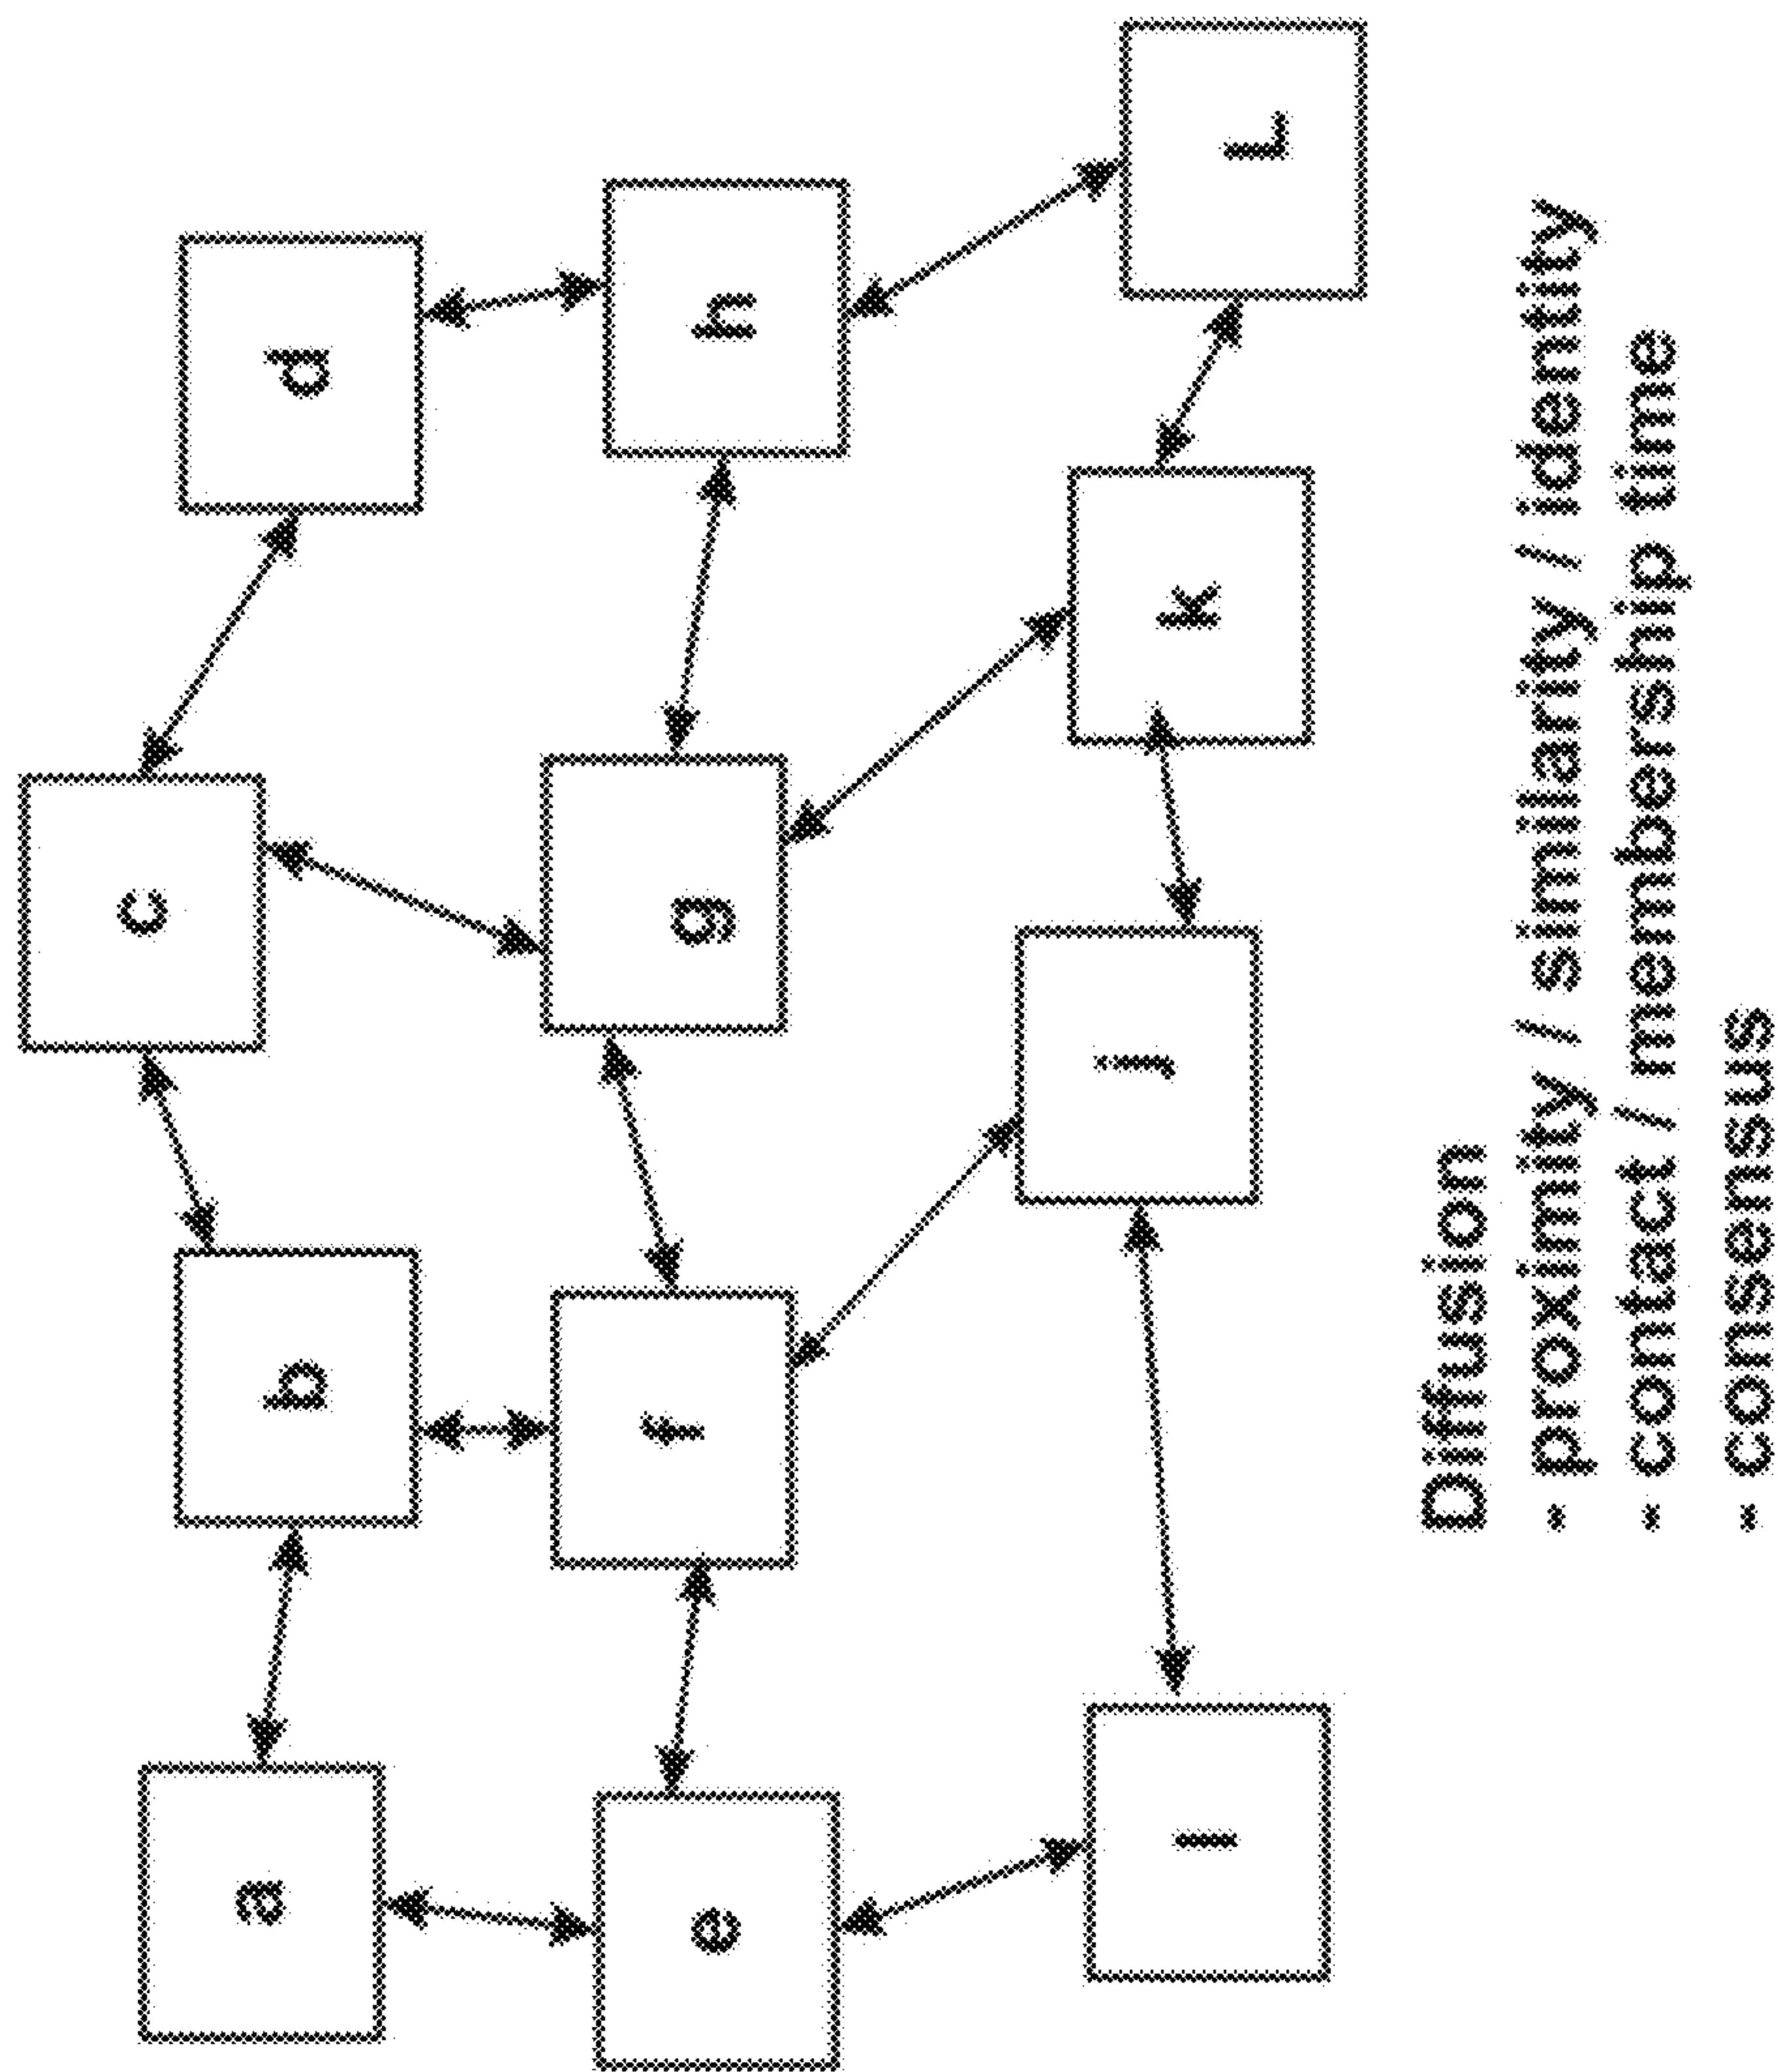 a
b
c
d
e
f
g
h
I
j
k
L
Diffusion
- proximity / similarity / identity
- contact / membership time
- consensus